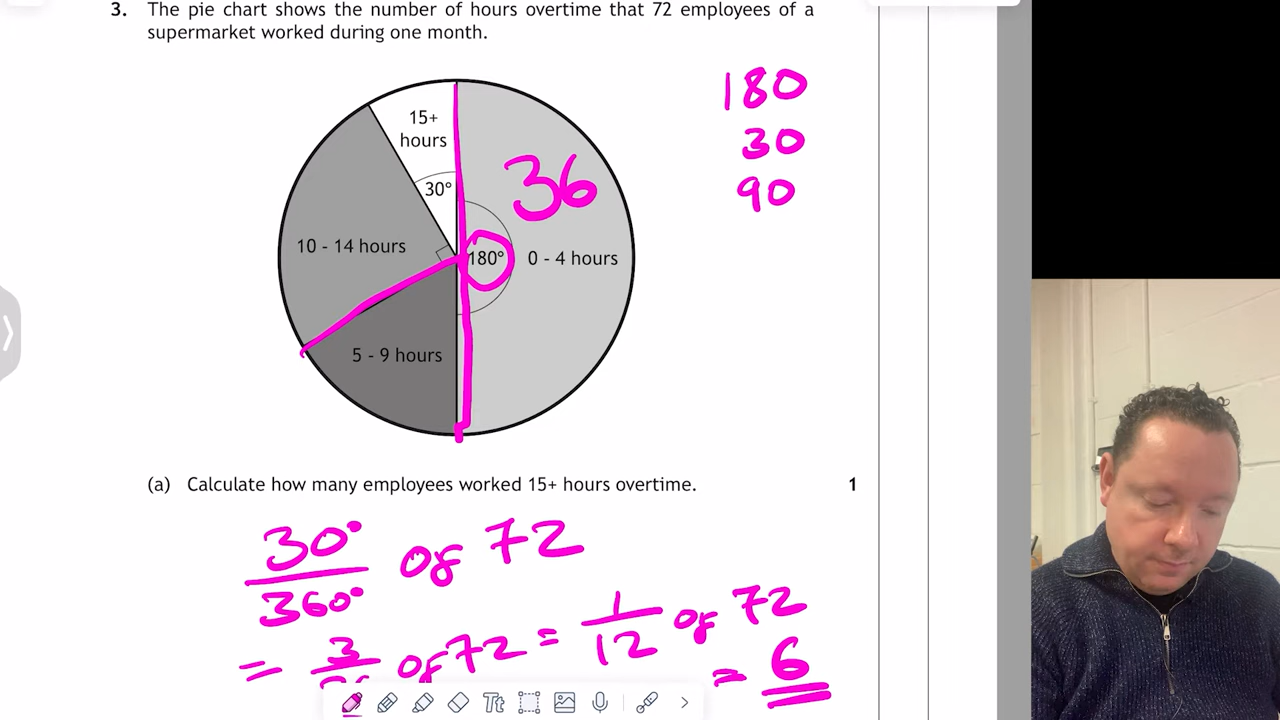 3. The pie chart shows the number of hours overtime that 72 employees of a
supermarket worked during one month.
180
30
90
15+
hours
30°
36
10 - 14 hours
180°
0 - 4 hours
5 - 9 hours
(a) Calculate how many employees worked 15+ hours overtime. 1
30°
360°
of 72
= 3
of 72 = 1
12
of 72
= 6
Tt